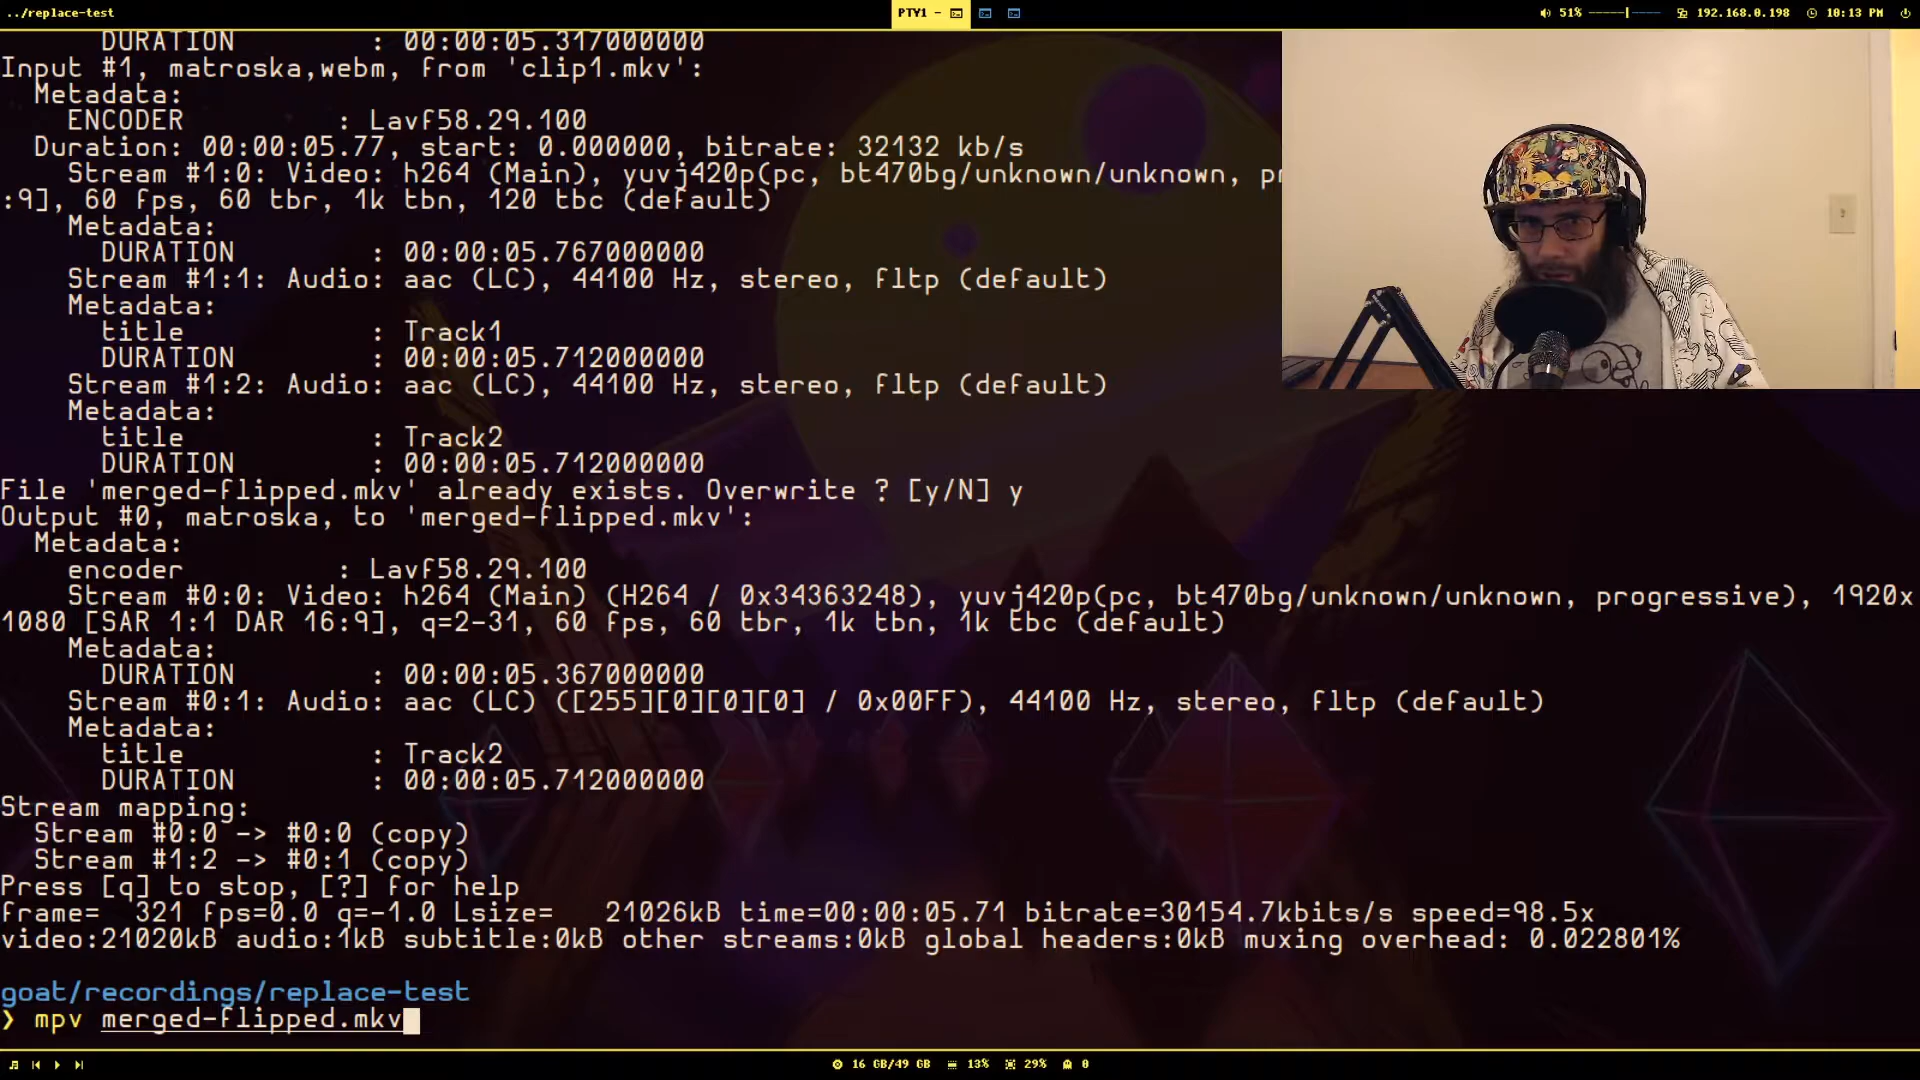 ../replace-test
PTY1 -
51%
192.168.0.198
10:13 PM
DURATION : 00:00:05.317000000
Input #1, matroska,webm, from 'clip1.mkv':
Metadata:
ENCODER : Lavf58.29.100
Duration: 00:00:05.77, start: 0.000000, bitrate: 32132 kb/s
Stream #1:0: Video: h264 (Main), yuvj420p(pc, bt470bg/unknown/unknown, pr
:9], 60 fps, 60 tbr, 1k tbn, 120 tbc (default)
Metadata:
DURATION : 00:00:05.767000000
Stream #1:1: Audio: aac (LC), 44100 Hz, stereo, fltp (default)
Metadata:
title : Track1
DURATION : 00:00:05.712000000
Stream #1:2: Audio: aac (LC), 44100 Hz, stereo, fltp (default)
Metadata:
title : Track2
DURATION : 00:00:05.712000000
File 'merged-flipped.mkv' already exists. Overwrite ? [y/N] y
Output #0, matroska, to 'merged-flipped.mkv':
Metadata:
encoder : Lavf58.29.100
Stream #0:0: Video: h264 (Main) (H264 / 0x34363248), yuvj420p(pc, bt470bg/unknown/unknown, progressive), 1920x
1080 [SAR 1:1 DAR 16:9], q=2-31, 60 fps, 60 tbr, 1k tbn, 1k tbc (default)
Metadata:
DURATION : 00:00:05.367000000
Stream #0:1: Audio: aac (LC) ([255][0][0][0] / 0x00FF), 44100 Hz, stereo, fltp (default)
Metadata:
title : Track2
DURATION : 00:00:05.712000000
Stream mapping:
Stream #0:0 -> #0:0 (copy)
Stream #1:2 -> #0:1 (copy)
Press [q] to stop, [?] for help
frame= 321 fps=0.0 q=-1.0 Lsize= 21026kB time=00:00:05.71 bitrate=30154.7kbits/s speed=98.5x
video:21020kB audio:1kB subtitle:0kB other streams:0kB global headers:0kB muxing overhead: 0.022801%
goat/recordings/replace-test
❯ mpv merged-flipped.mkv
16 GB/49 GB
13%
29%
0